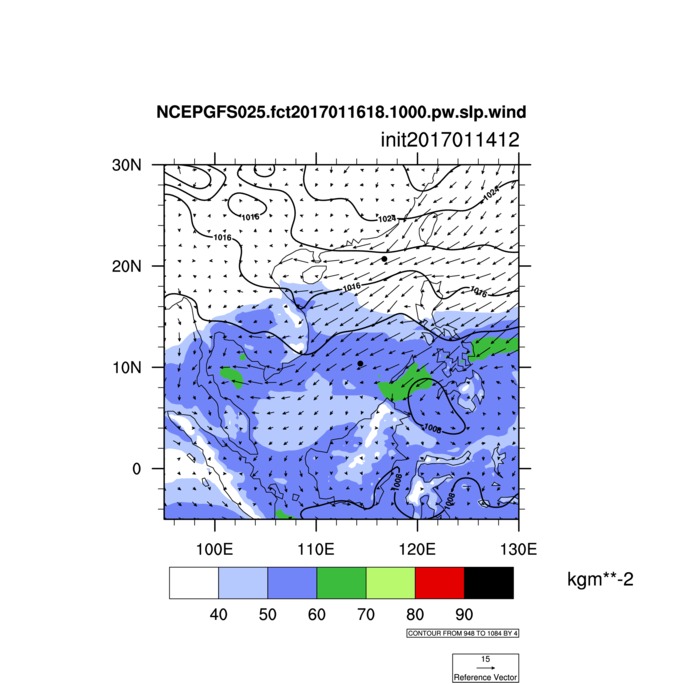 NCEPGFS025.fct2017011618.1000.pw.slp.wind
init2017011412
30N
20N
10N
0
1024
1024
1016
1016
1016
1016
1008
1008
1008
100E 110E 120E 130E
kgm**-2
40 50 60 70 80 90
CONTOUR FROM 948 TO 1084 BY 4
15
Reference Vector